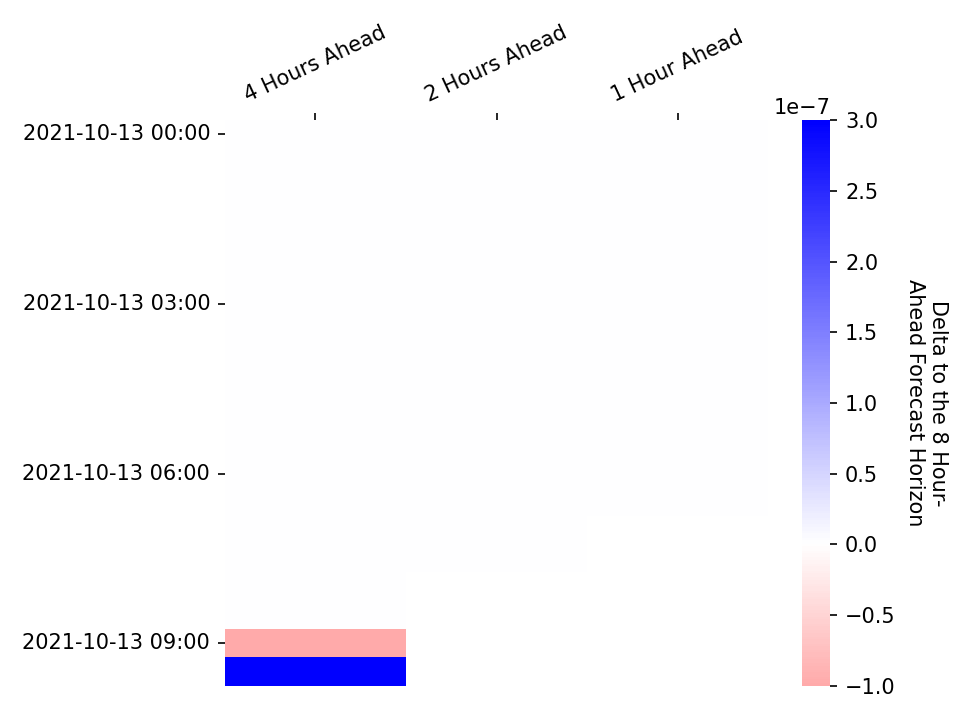 4 Hours Ahead
2 Hours Ahead
1 Hour Ahead
1e−7
2021-10-13 00:00
2021-10-13 03:00
2021-10-13 06:00
2021-10-13 09:00
3.0
2.5
2.0
1.5
1.0
0.5
0.0
−0.5
−1.0
Delta to the 8 Hour-
Ahead Forecast Horizon